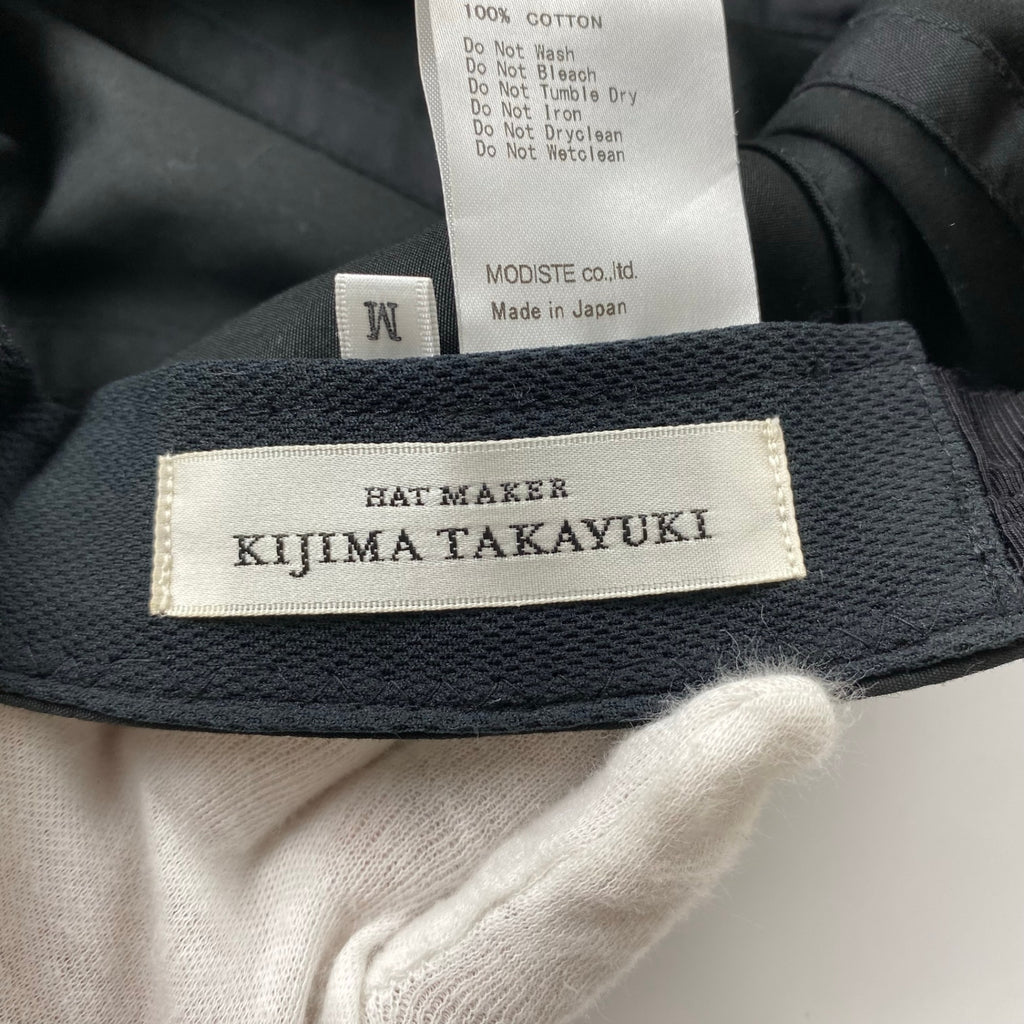 100% COTTON
Do Not Wash
Do Not Bleach
Do Not Tumble Dry
Do Not Iron
Do Not Dryclean
Do Not Wetclean
MODISTE co.,ltd.
Made in Japan
M
HAT MAKER
KIJIMA TAKAYUKI